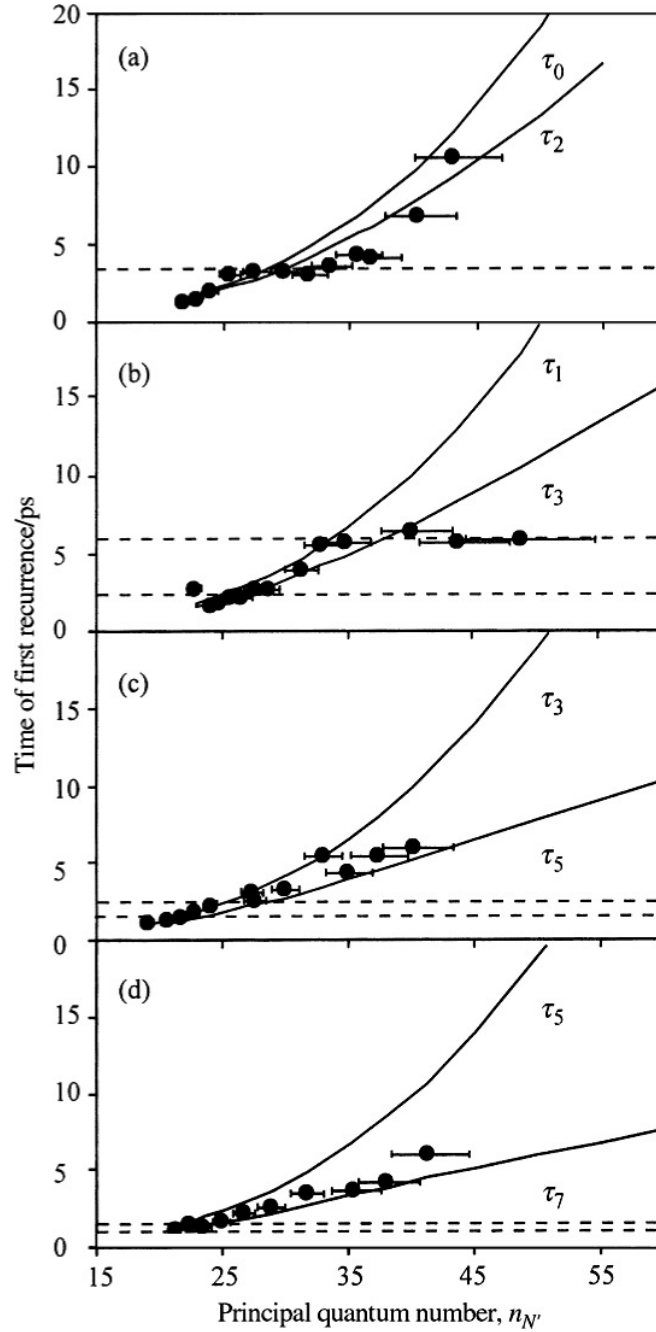 20
(a)
τ0
15
τ2
10
5
0
(b)
τ1
15
10
τ3
5
0
(c)
τ3
15
10
τ5
5
0
(d)
τ5
15
10
5
τ7
0
15 25 35 45 55
Time of first recurrence/ps
Principal quantum number, nN′